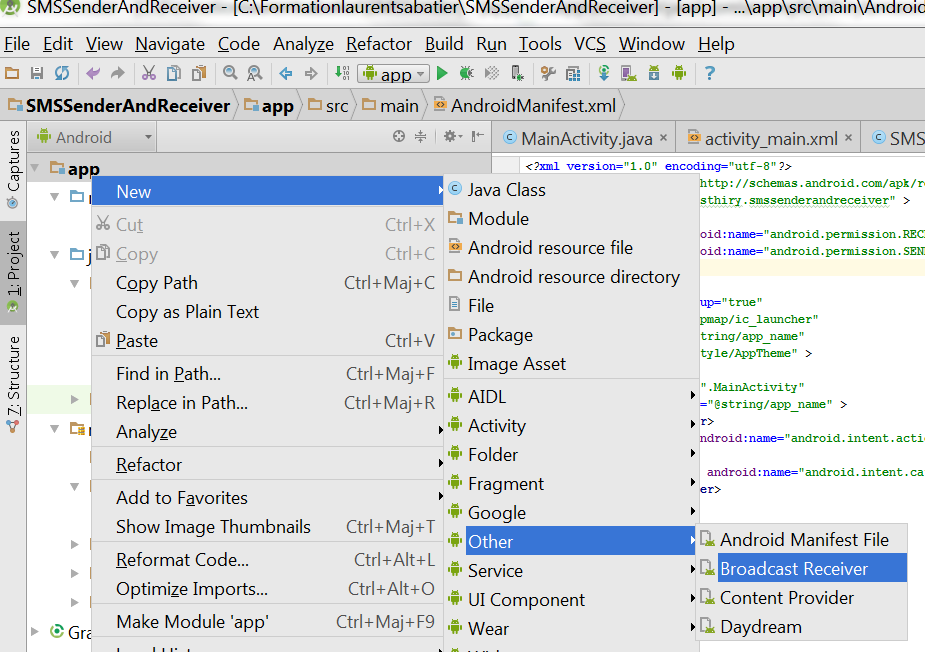 SMSSenderAndReceiver - [C:\Formationlaurentsabatier\SMSSenderAndReceiver] - [app] - ...\app\src\main\Android
File Edit View Navigate Code Analyze Refactor Build Run Tools VCS Window Help
app
SMSSenderAndReceiver app src main AndroidManifest.xml
Android
MainActivity.java × activity_main.xml × SMS
Captures
1: Project
Z: Structure
app
<?xml version="1.0" encoding="utf-8"?>
http://schemas.android.com/apk/re
sthiry.smssenderandreceiver" >
oid:name="android.permission.REC
oid:name="android.permission.SEN
up="true"
pmap/ic_launcher"
tring/app_name"
tyle/AppTheme" >
".MainActivity"
="@string/app_name" >
r>
ndroid:name="android.intent.actio
android:name="android.intent.ca
er>
New
Cut Ctrl+X
Copy Ctrl+C
Copy Path Ctrl+Maj+C
Copy as Plain Text
Paste Ctrl+V
Find in Path... Ctrl+Maj+F
Replace in Path... Ctrl+Maj+R
Analyze
Refactor
Add to Favorites
Show Image Thumbnails Ctrl+Maj+T
Reformat Code... Ctrl+Alt+L
Optimize Imports... Ctrl+Alt+O
Make Module 'app' Ctrl+Maj+F9
Java Class
Module
Android resource file
Android resource directory
File
Package
Image Asset
AIDL
Activity
Folder
Fragment
Google
Other
Service
UI Component
Wear
Android Manifest File
Broadcast Receiver
Content Provider
Daydream
Gra